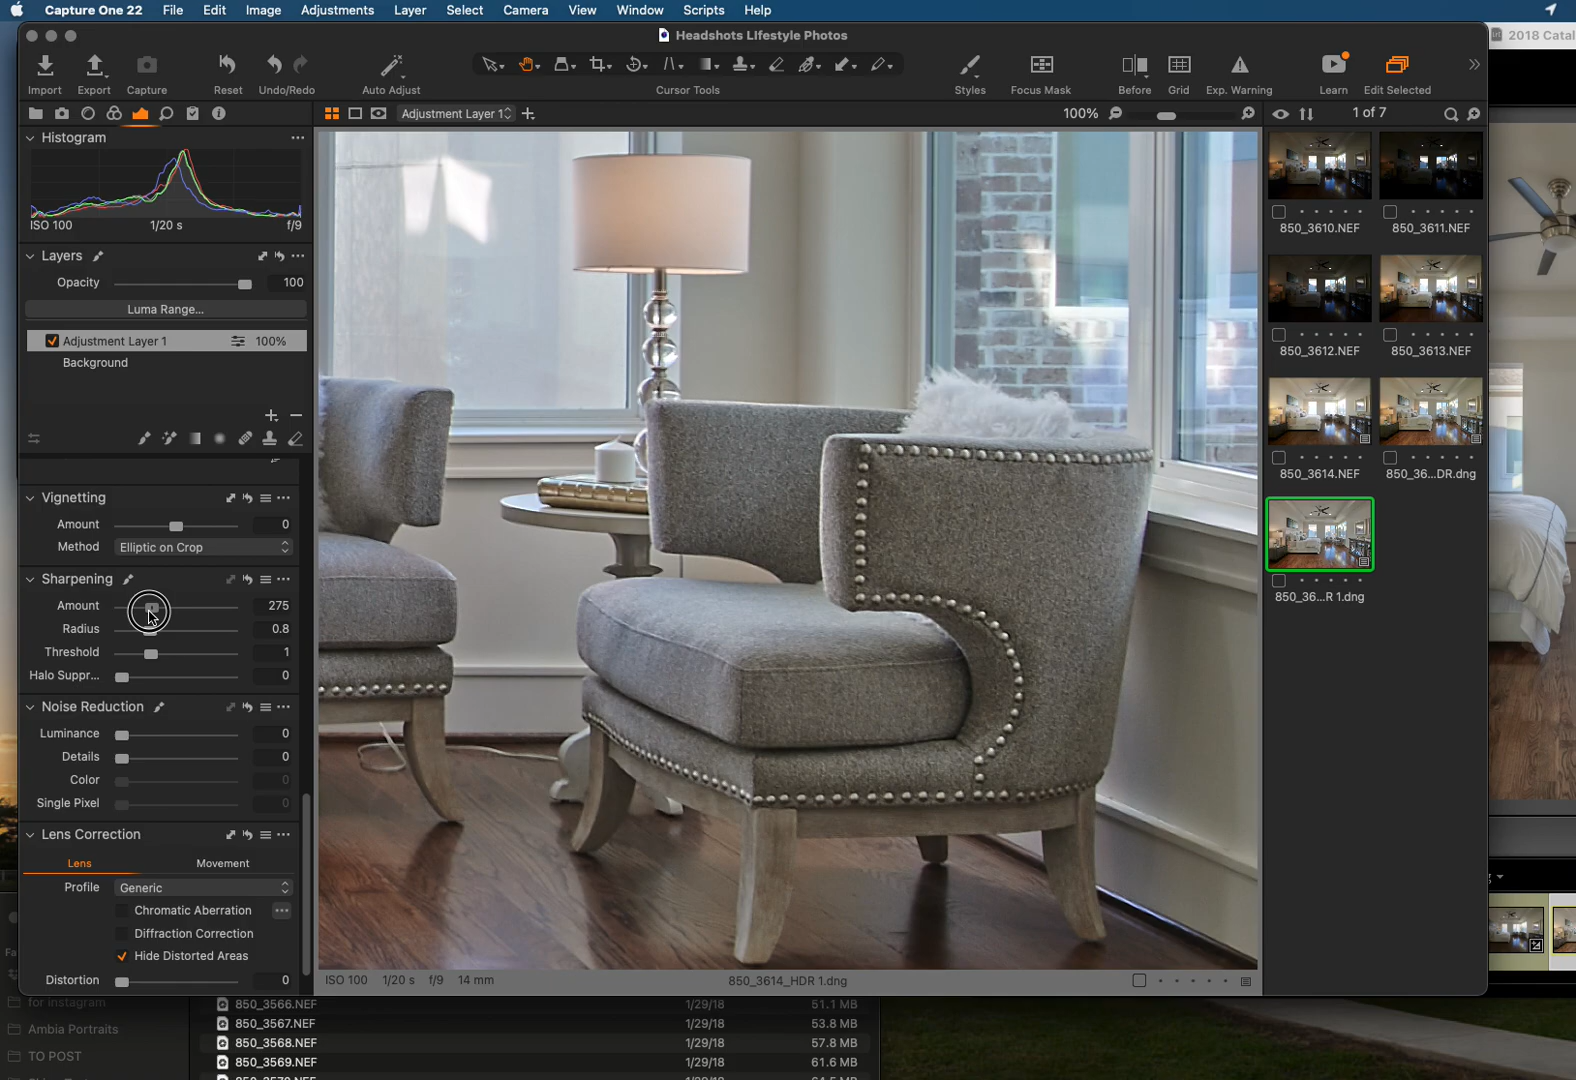 Capture One 22 File Edit Image Adjustments Layer Select Camera View Window Scripts Help
Headshots LIfestyle Photos
2018 Catal
Import Export Capture Reset Undo/Redo Auto Adjust Cursor Tools Styles Focus Mask Before Grid Exp. Warning Learn Edit Selected
Adjustment Layer 1 100% 1 of 7
Histogram
ISO 100 1/20 s f/9
Layers
Opacity 100
Luma Range...
Adjustment Layer 1 100%
Background
Vignetting
Amount 0
Method Elliptic on Crop
Sharpening
Amount 275
Radius 0.8
Threshold 1
Halo Suppr... 0
Noise Reduction
Luminance 0
Details 0
Color 0
Single Pixel 0
Lens Correction
Lens Movement
Profile Generic
Chromatic Aberration
Diffraction Correction
Hide Distorted Areas
Distortion 0
850_3610.NEF 850_3611.NEF
850_3612.NEF 850_3613.NEF
850_3614.NEF 850_36...DR.dng
850_36...R 1.dng
ISO 100 1/20 s f/9 14 mm 850_3614_HDR 1.dng
for instagram
Ambia Portraits
TO POST
850_3566.NEF 1/29/18 51.1 MB
850_3567.NEF 1/29/18 53.8 MB
850_3568.NEF 1/29/18 57.8 MB
850_3569.NEF 1/29/18 61.6 MB